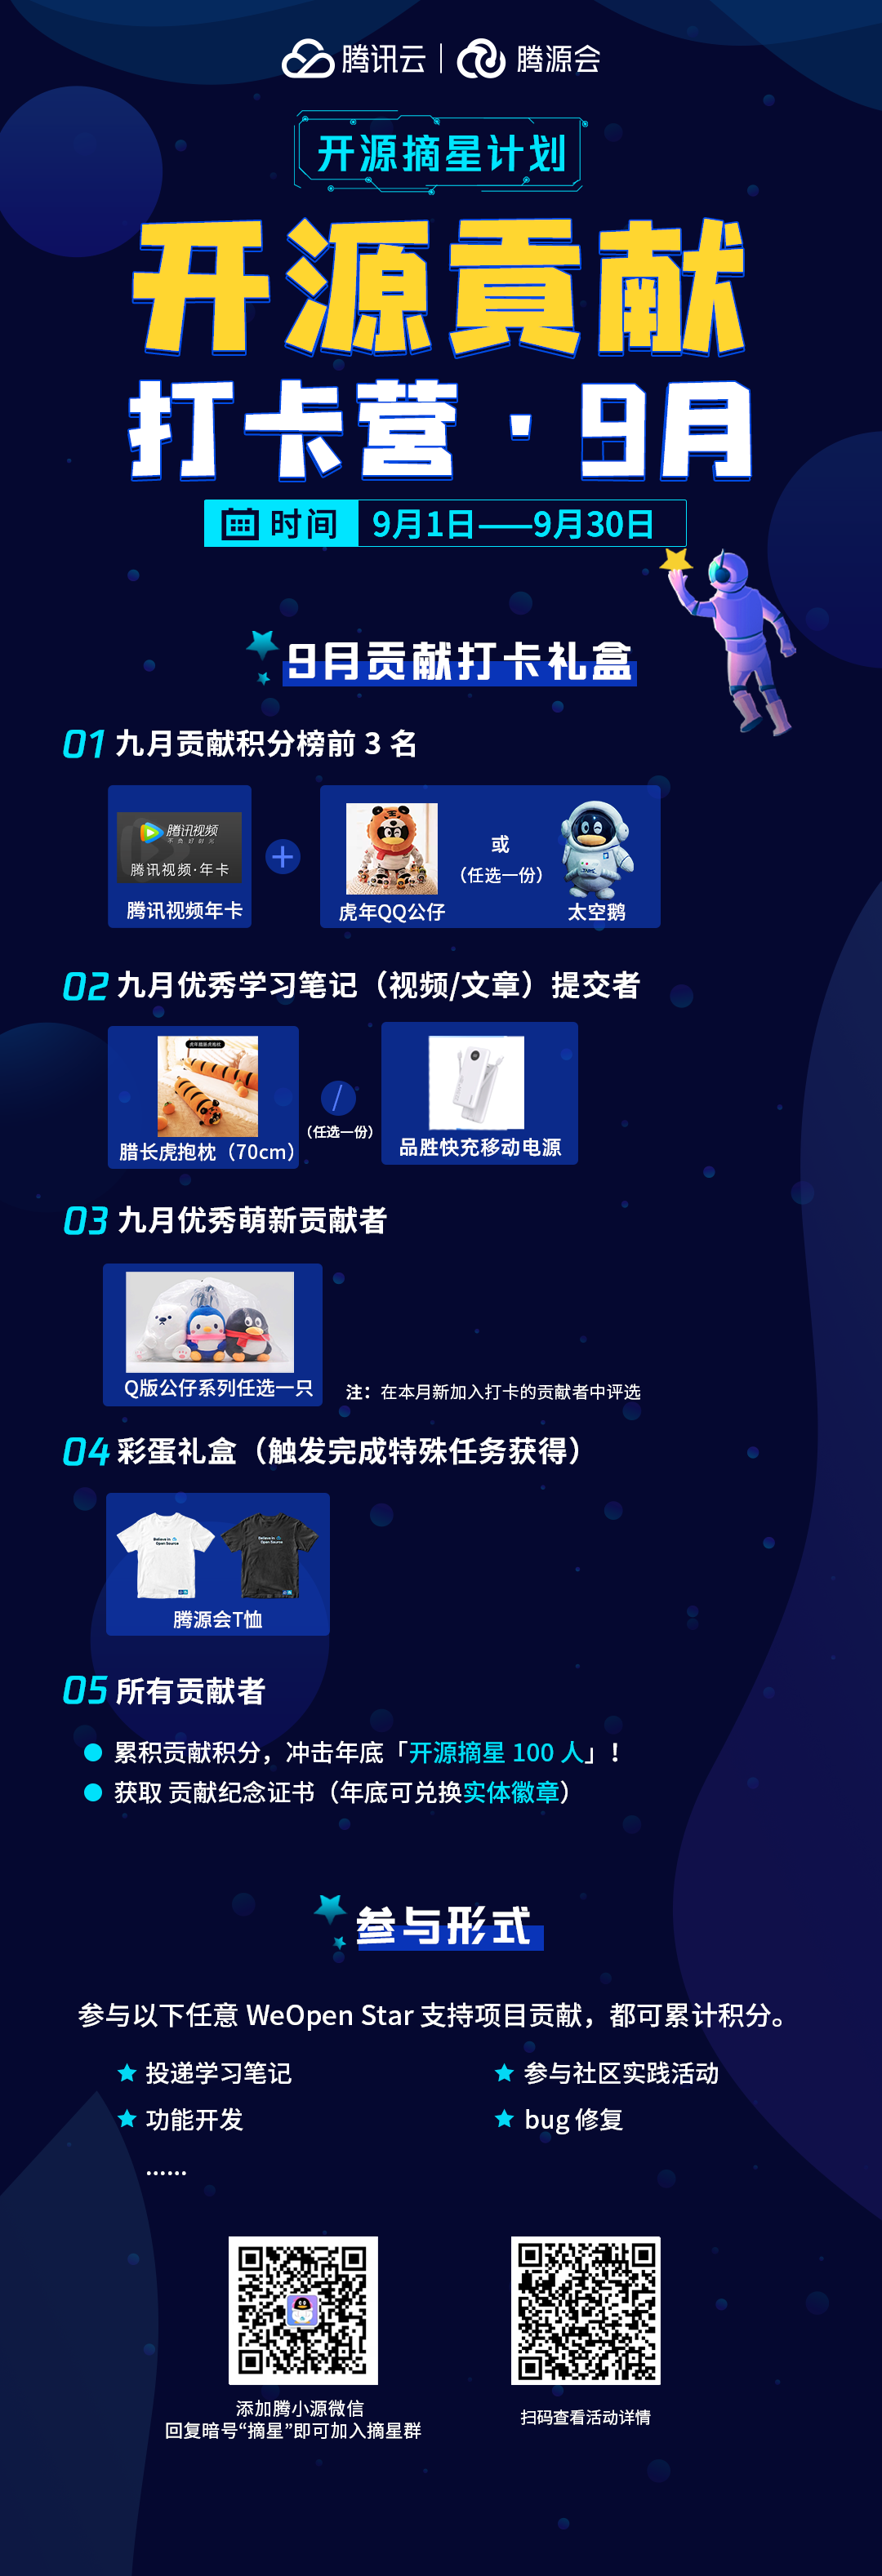 腾讯云 | 腾源会
开源摘星计划
开源貢献
打卡营·9月
时间 9月1日——9月30日
9月贡献打卡礼盒
01 九月贡献积分榜前 3 名
腾讯视频
不负好时光
腾讯视频·年卡
腾讯视频年卡
+
虎年QQ公仔
或
（任选一份）
太空鹅
02 九月优秀学习笔记（视频/文章）提交者
腊长虎抱枕（70cm）
/
（任选一份）
品胜快充移动电源
03 九月优秀萌新贡献者
Q版公仔系列任选一只
注：在本月新加入打卡的贡献者中评选
04 彩蛋礼盒（触发完成特殊任务获得）
Believe in
Open Source
Believe in
Open Source
腾源会T恤
05 所有贡献者
累积贡献积分，冲击年底「开源摘星 100 人」！
获取 贡献纪念证书（年底可兑换实体徽章）
参与形式
参与以下任意 WeOpen Star 支持项目贡献，都可累计积分。
投递学习笔记
参与社区实践活动
功能开发
bug 修复
......
添加腾小源微信
回复暗号“摘星”即可加入摘星群
扫码查看活动详情